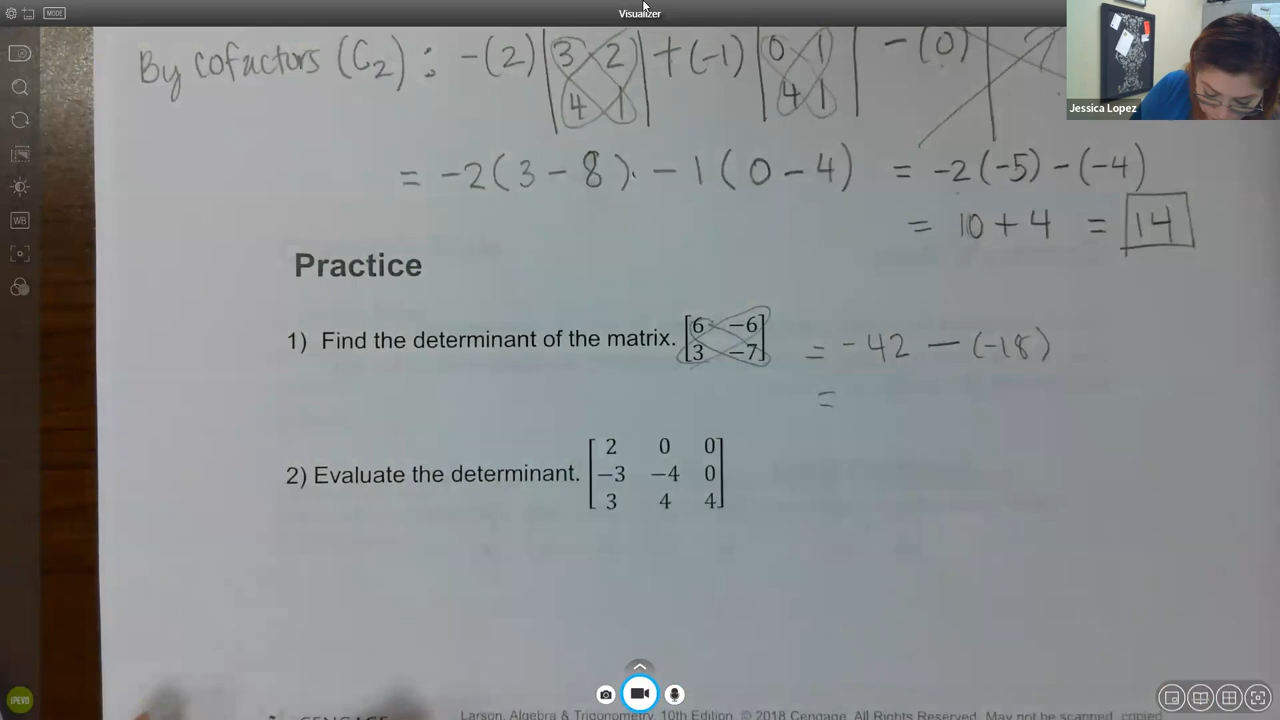 MODE
Visualizer
Jessica Lopez
WB
By cofactors (C₂) : -(2) |3 2| + (-1) |0 1| - (0)
|4 1| |4 1|
= -2(3 - 8) · - 1(0 - 4) = -2(-5) - (-4)
= 10 + 4 = 14
Practice
1) Find the determinant of the matrix. [6 −6] = -42 - (-18)
[3 −7]
=
2) Evaluate the determinant. [2 0 0]
[−3 −4 0]
[3 4 4]
IPEVO
CENGAGE
Larson, Algebra & Trigonometry, 10th Edition. © 2018 Cengage. All Rights Reserved. May not be scanned, copied